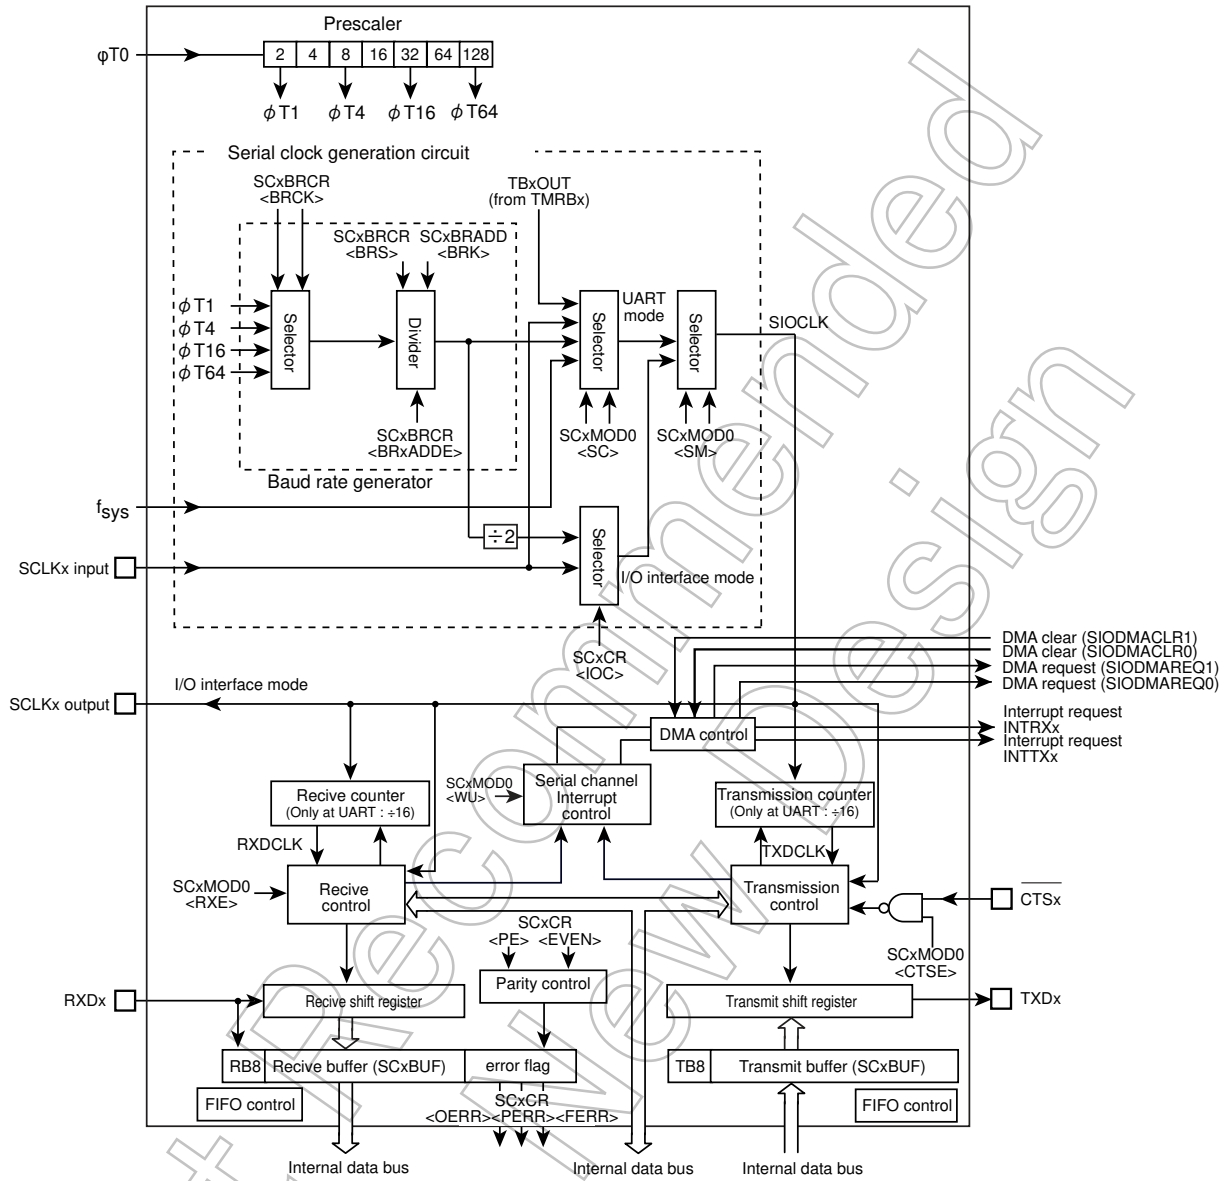 Prescaler
φT0
2 4 8 16 32 64 128
ϕT1 ϕT4 ϕT16 ϕT64
Serial clock generation circuit
SCxBRCR
<BRCK>
TBxOUT
(from TMRBx)
SCxBRCR
<BRS>
SCxBRADD
<BRK>
ϕT1
ϕT4
ϕT16
ϕT64
Selector
Divider
Selector
UART
mode
Selector
SIOCLK
SCxBRCR
<BRxADDE>
SCxMOD0
<SC>
SCxMOD0
<SM>
Baud rate generator
fsys
÷2
Selector
SCLKx input
I/O interface mode
SCxCR
<IOC>
DMA clear (SIODMACLR1)
DMA clear (SIODMACLR0)
DMA request (SIODMAREQ1)
DMA request (SIODMAREQ0)
I/O interface mode
SCLKx output
Interrupt request
INTRXx
Interrupt request
INTTXx
DMA control
SCxMOD0
<WU>
Serial channel
Interrupt
control
Recive counter
(Only at UART : ÷16)
Transmission counter
(Only at UART : ÷16)
RXDCLK
TXDCLK
SCxMOD0
<RXE>
Recive
control
Transmission
control
CTSx
SCxMOD0
<CTSE>
SCxCR
<PE> <EVEN>
Parity control
RXDx
Recive shift register
Transmit shift register
TXDx
RB8 Recive buffer (SCxBUF) error flag
TB8 Transmit buffer (SCxBUF)
FIFO control
SCxCR
<OERR><PERR><FERR>
FIFO control
Internal data bus
Internal data bus
Internal data bus
Not Recommended
for New Design